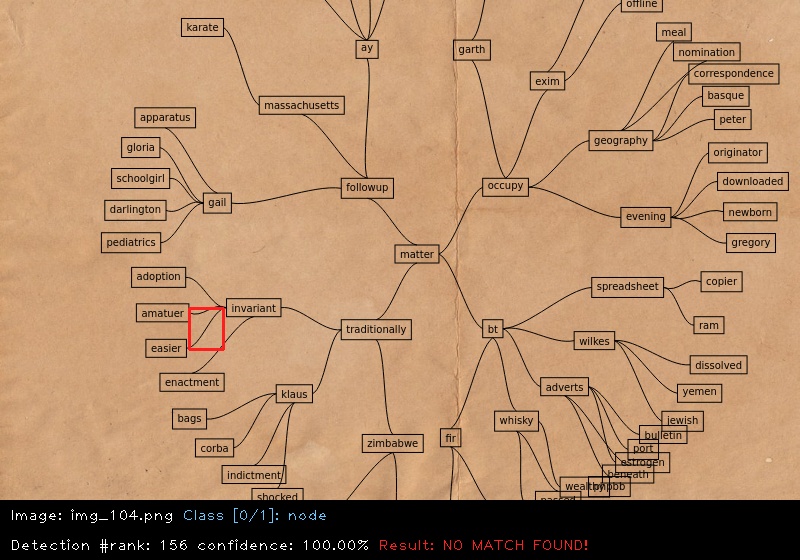 offline
karate
meal
ay
garth
nomination
correspondence
exim
basque
massachusetts
apparatus
peter
geography
gloria
originator
schoolgirl
downloaded
followup
occupy
gail
darlington
newborn
evening
pediatrics
gregory
matter
adoption
copier
spreadsheet
invariant
amatuer
ram
traditionally
bt
wilkes
easier
dissolved
enactment
adverts
yemen
klaus
bags
whisky
jewish
bulletin
fir
zimbabwe
corba
port
estrogen
indictment
beneath
wealth
phpbb
shocked
passed
Image: img_104.png Class [0/1]: node
Detection #rank: 156 confidence: 100.00% Result: NO MATCH FOUND!